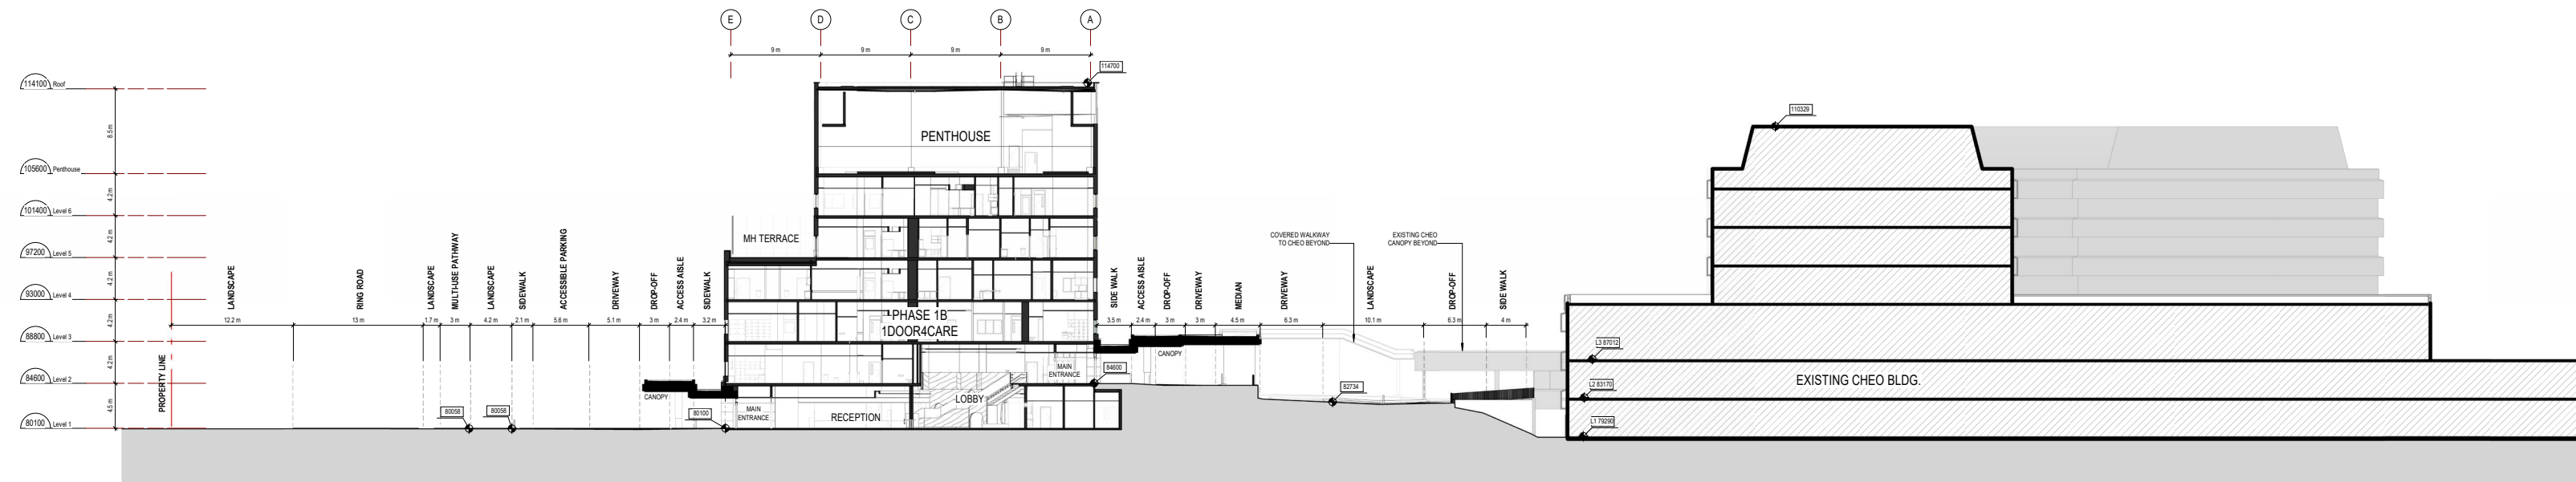 E
D
C
B
A
9 m
9 m
9 m
9 m
114700
114100 Roof
8.5 m
105600 Penthouse
4.2 m
101400 Level 6
4.2 m
97200 Level 5
4.2 m
93000 Level 4
4.2 m
88800 Level 3
4.2 m
84600 Level 2
4.5 m
80100 Level 1
PROPERTY LINE
LANDSCAPE
RING ROAD
LANDSCAPE
MULTI-USE PATHWAY
LANDSCAPE
SIDEWALK
ACCESSIBLE PARKING
DRIVEWAY
DROP-OFF
ACCESS AISLE
SIDEWALK
12.2 m
13 m
1.7 m
3 m
4.2 m
2.1 m
5.6 m
5.1 m
3 m
2.4 m
3.2 m
80058
80058
80100
CANOPY
MAIN
ENTRANCE
RECEPTION
LOBBY
MAIN
ENTRANCE
PENTHOUSE
MH TERRACE
PHASE 1B
1DOOR4CARE
84600
SIDE WALK
ACCESS AISLE
DROP-OFF
DRIVEWAY
MEDIAN
DRIVEWAY
LANDSCAPE
DROP-OFF
SIDE WALK
3.5 m
2.4 m
3 m
3 m
4.5 m
6.3 m
10.1 m
6.3 m
4 m
CANOPY
COVERED WALKWAY
TO CHEO BEYOND
EXISTING CHEO
CANOPY BEYOND
82734
110329
L3 87012
L2 83170
L1 79290
EXISTING CHEO BLDG.